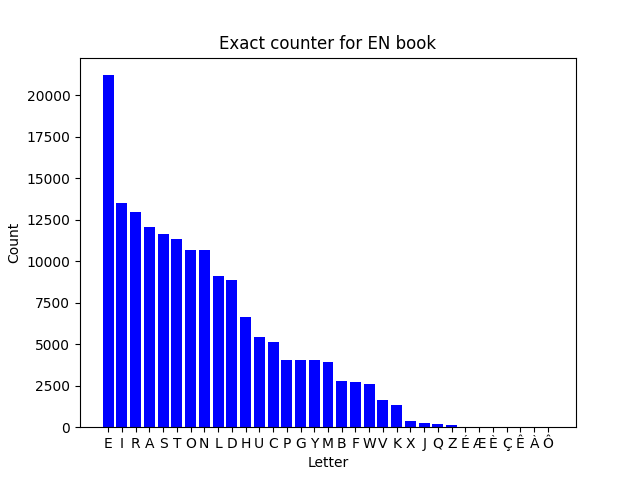 Exact counter for EN book
20000
17500
15000
12500
10000
7500
5000
2500
0
Count
E I R A S T O N L D H U C P G Y M B F W V K X J Q Z É Æ È Ç Ê À Ô
Letter